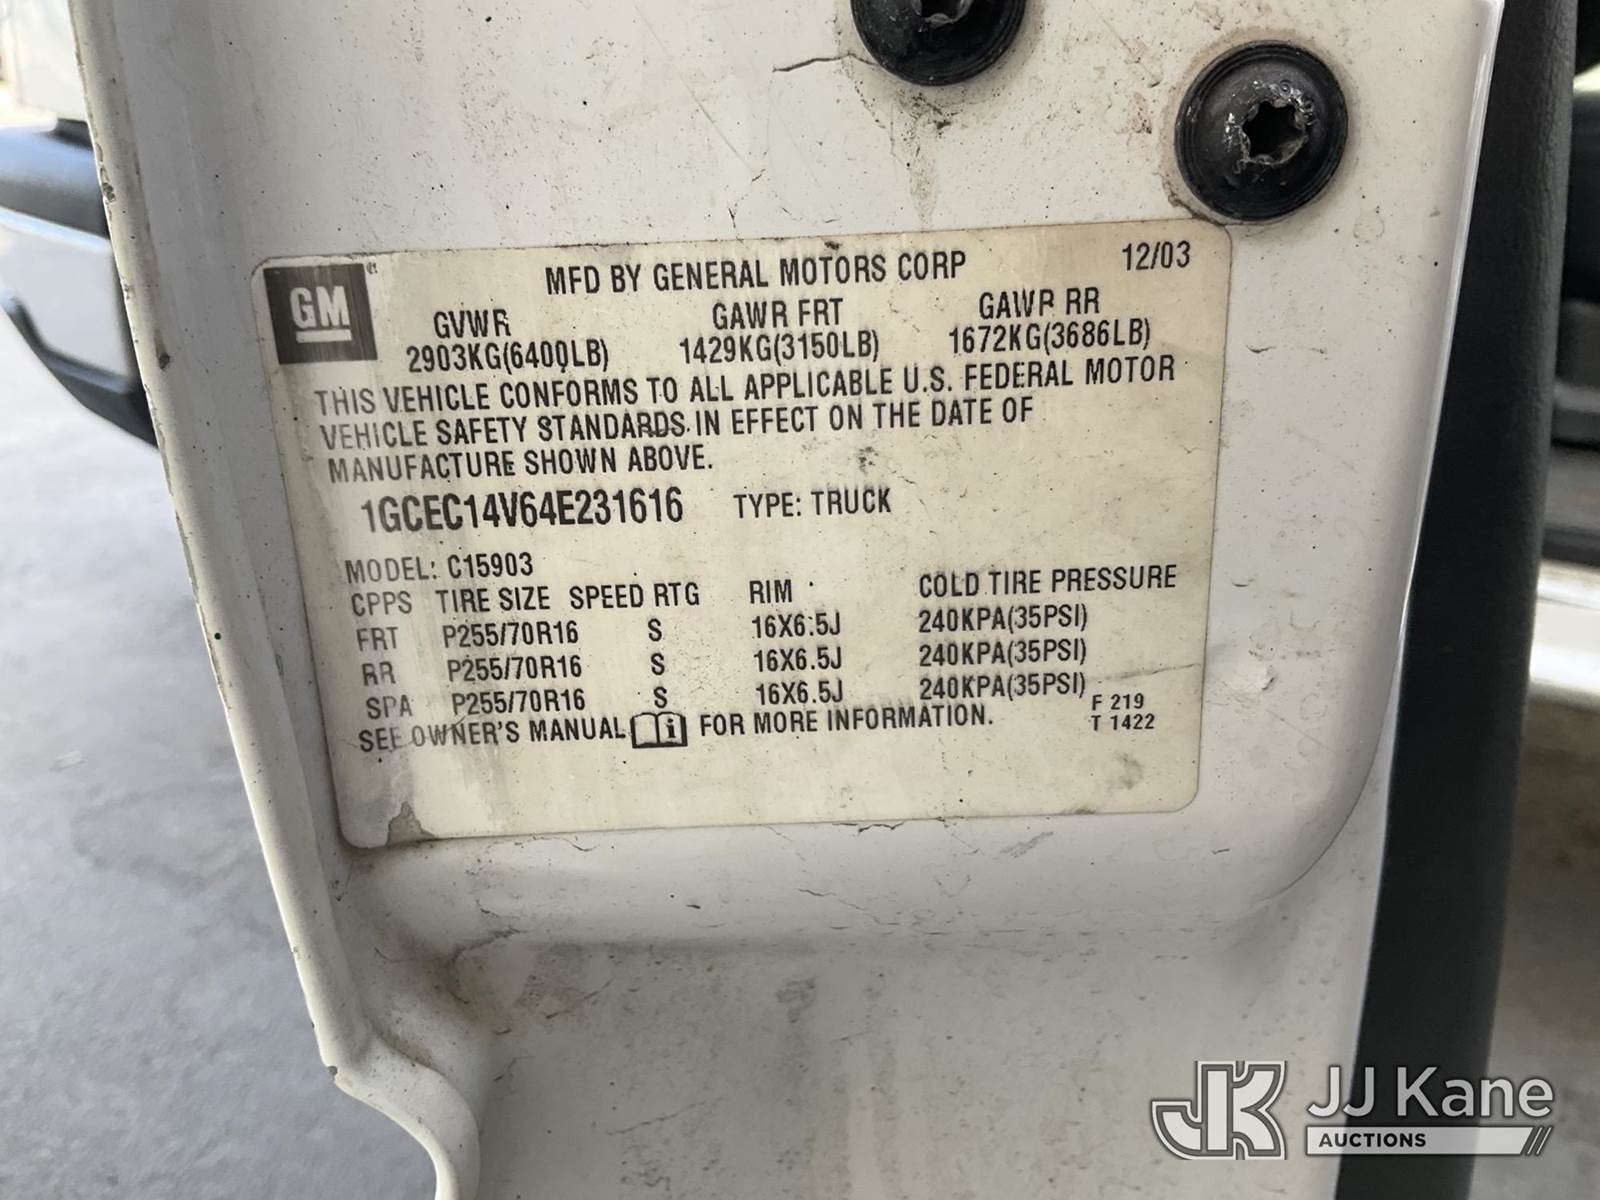 GM
MFD BY GENERAL MOTORS CORP 12/03
GVWR GAWR FRT GAWR RR
2903KG(6400LB) 1429KG(3150LB) 1672KG(3686LB)
THIS VEHICLE CONFORMS TO ALL APPLICABLE U.S. FEDERAL MOTOR
VEHICLE SAFETY STANDARDS IN EFFECT ON THE DATE OF
MANUFACTURE SHOWN ABOVE.
1GCEC14V64E231616 TYPE: TRUCK
MODEL: C15903
CPPS TIRE SIZE SPEED RTG RIM COLD TIRE PRESSURE
FRT P255/70R16 S 16X6.5J 240KPA(35PSI)
RR P255/70R16 S 16X6.5J 240KPA(35PSI)
SPA P255/70R16 S 16X6.5J 240KPA(35PSI)
SEE OWNER'S MANUAL i FOR MORE INFORMATION.
F 219
T 1422
JK JJ Kane
AUCTIONS